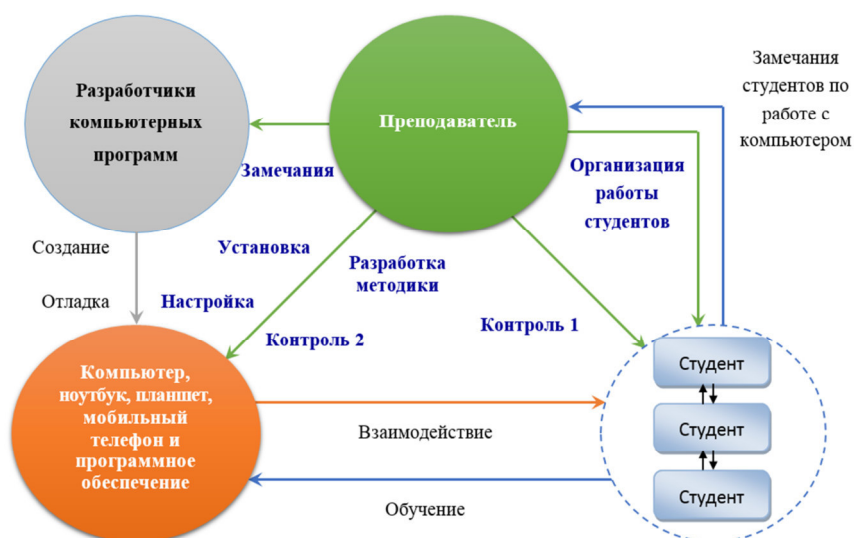 Разработчики
компьютерных
программ
Преподаватель
Замечания
студентов по
работе с
компьютером
Замечания
Организация
работы
студентов
Создание
Установка
Разработка
методики
Отладка
Настройка
Контроль 2
Контроль 1
Компьютер,
ноутбук, планшет,
мобильный
телефон и
программное
обеспечение
Взаимодействие
Обучение
Студент
Студент
Студент